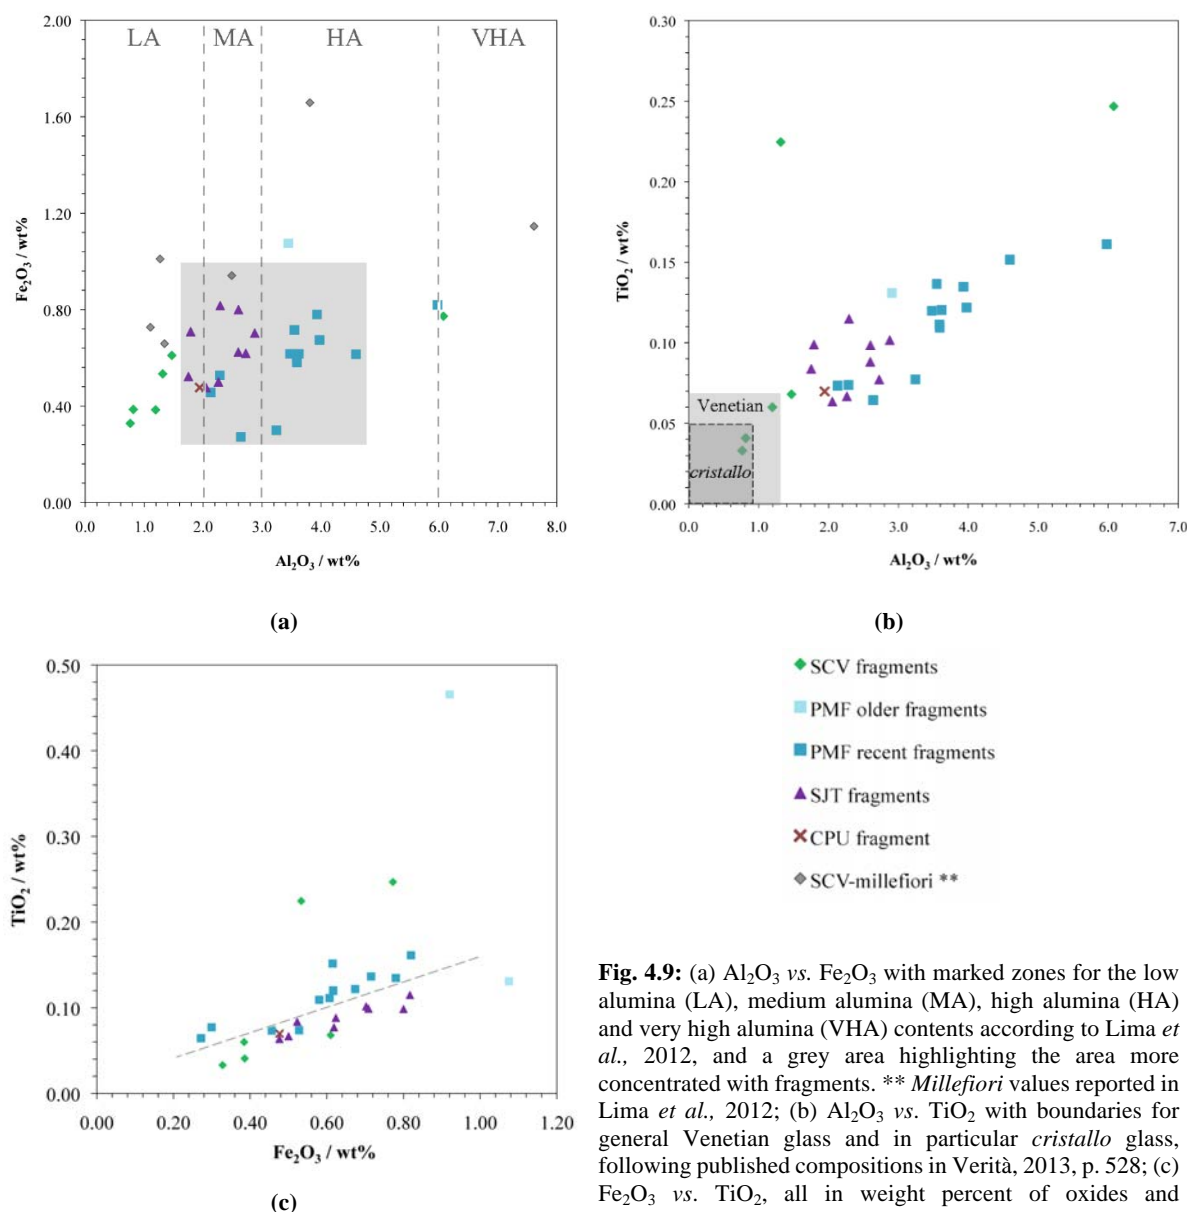 2.00
1.60
1.20
0.80
0.40
0.00
LA
MA
HA
VHA
Fe₂O₃ / wt%
0.0 1.0 2.0 3.0 4.0 5.0 6.0 7.0 8.0
Al₂O₃ / wt%
(a)
0.30
0.25
0.20
0.15
0.10
0.05
0.00
TiO₂ / wt%
Venetian
cristallo
0.0 1.0 2.0 3.0 4.0 5.0 6.0 7.0
Al₂O₃ / wt%
(b)
0.50
0.40
0.30
0.20
0.10
0.00
TiO₂ / wt%
0.00 0.20 0.40 0.60 0.80 1.00 1.20
Fe₂O₃ / wt%
(c)
SCV fragments
PMF older fragments
PMF recent fragments
SJT fragments
CPU fragment
SCV-millefiori **
Fig. 4.9: (a) Al₂O₃ vs. Fe₂O₃ with marked zones for the low
alumina (LA), medium alumina (MA), high alumina (HA)
and very high alumina (VHA) contents according to Lima et
al., 2012, and a grey area highlighting the area more
concentrated with fragments. ** Millefiori values reported in
Lima et al., 2012; (b) Al₂O₃ vs. TiO₂ with boundaries for
general Venetian glass and in particular cristallo glass,
following published compositions in Verità, 2013, p. 528; (c)
Fe₂O₃ vs. TiO₂, all in weight percent of oxides and